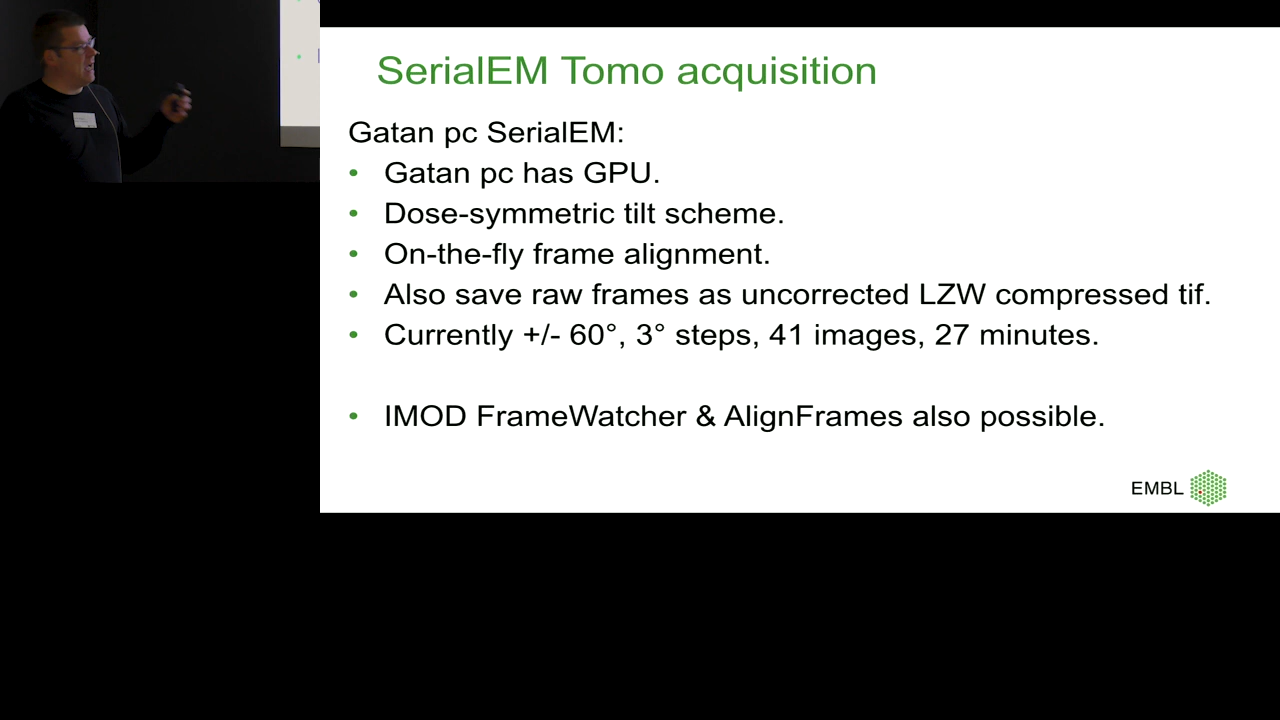 SerialEM Tomo acquisition
Gatan pc SerialEM:
• Gatan pc has GPU.
• Dose-symmetric tilt scheme.
• On-the-fly frame alignment.
• Also save raw frames as uncorrected LZW compressed tif.
• Currently +/- 60°, 3° steps, 41 images, 27 minutes.
• IMOD FrameWatcher & AlignFrames also possible.
EMBL